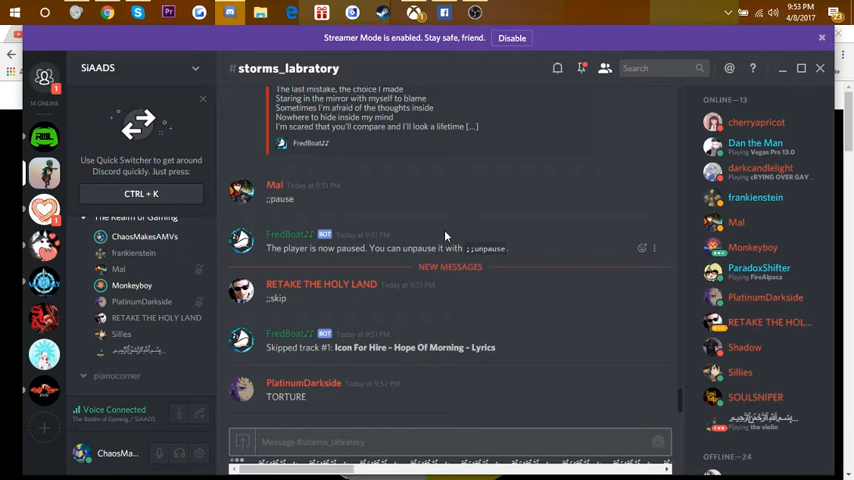 9:53 PM
4/8/2017
Streamer Mode is enabled. Stay safe, friend.
Disable
SiAADS
# storms_labratory
Search
14 ONLINE
Use Quick Switcher to get around
Discord quickly. Just press:
CTRL + K
The Realm of Gaming
ChaosMakesAMVs
frankienstein
Mal
Monkeyboy
PlatinumDarkside
RETAKE THE HOLY LAND
Sillies
pianocorner
Voice Connected
The Realm of Gaming / SiAADS
ChaosMa...
The last mistake, the choice I made
Staring in the mirror with myself to blame
Sometimes I'm afraid of the thoughts inside
Nowhere to hide inside my mind
I'm scared that you'll compare and I'll look a lifetime [...]
FredBoat♪♪
Mal Today at 9:51 PM
;;pause
FredBoat♪♪ BOT Today at 9:51 PM
The player is now paused. You can unpause it with ;;unpause.
NEW MESSAGES
RETAKE THE HOLY LAND Today at 9:51 PM
;;skip
FredBoat♪♪ BOT Today at 9:51 PM
Skipped track #1: Icon For Hire - Hope Of Morning - Lyrics
PlatinumDarkside Today at 9:52 PM
TORTURE
Message #storms_labratory
ONLINE—13
cherryapricot
Dan the Man
Playing Vegas Pro 13.0
darkcandlelight
Playing cRYING OVER GAY ...
frankienstein
Mal
Monkeyboy
ParadoxShifter
Playing FireAlpaca
PlatinumDarkside
RETAKE THE HOL...
Shadow
Sillies
SOULSNIPER
Playing the violin
OFFLINE—24